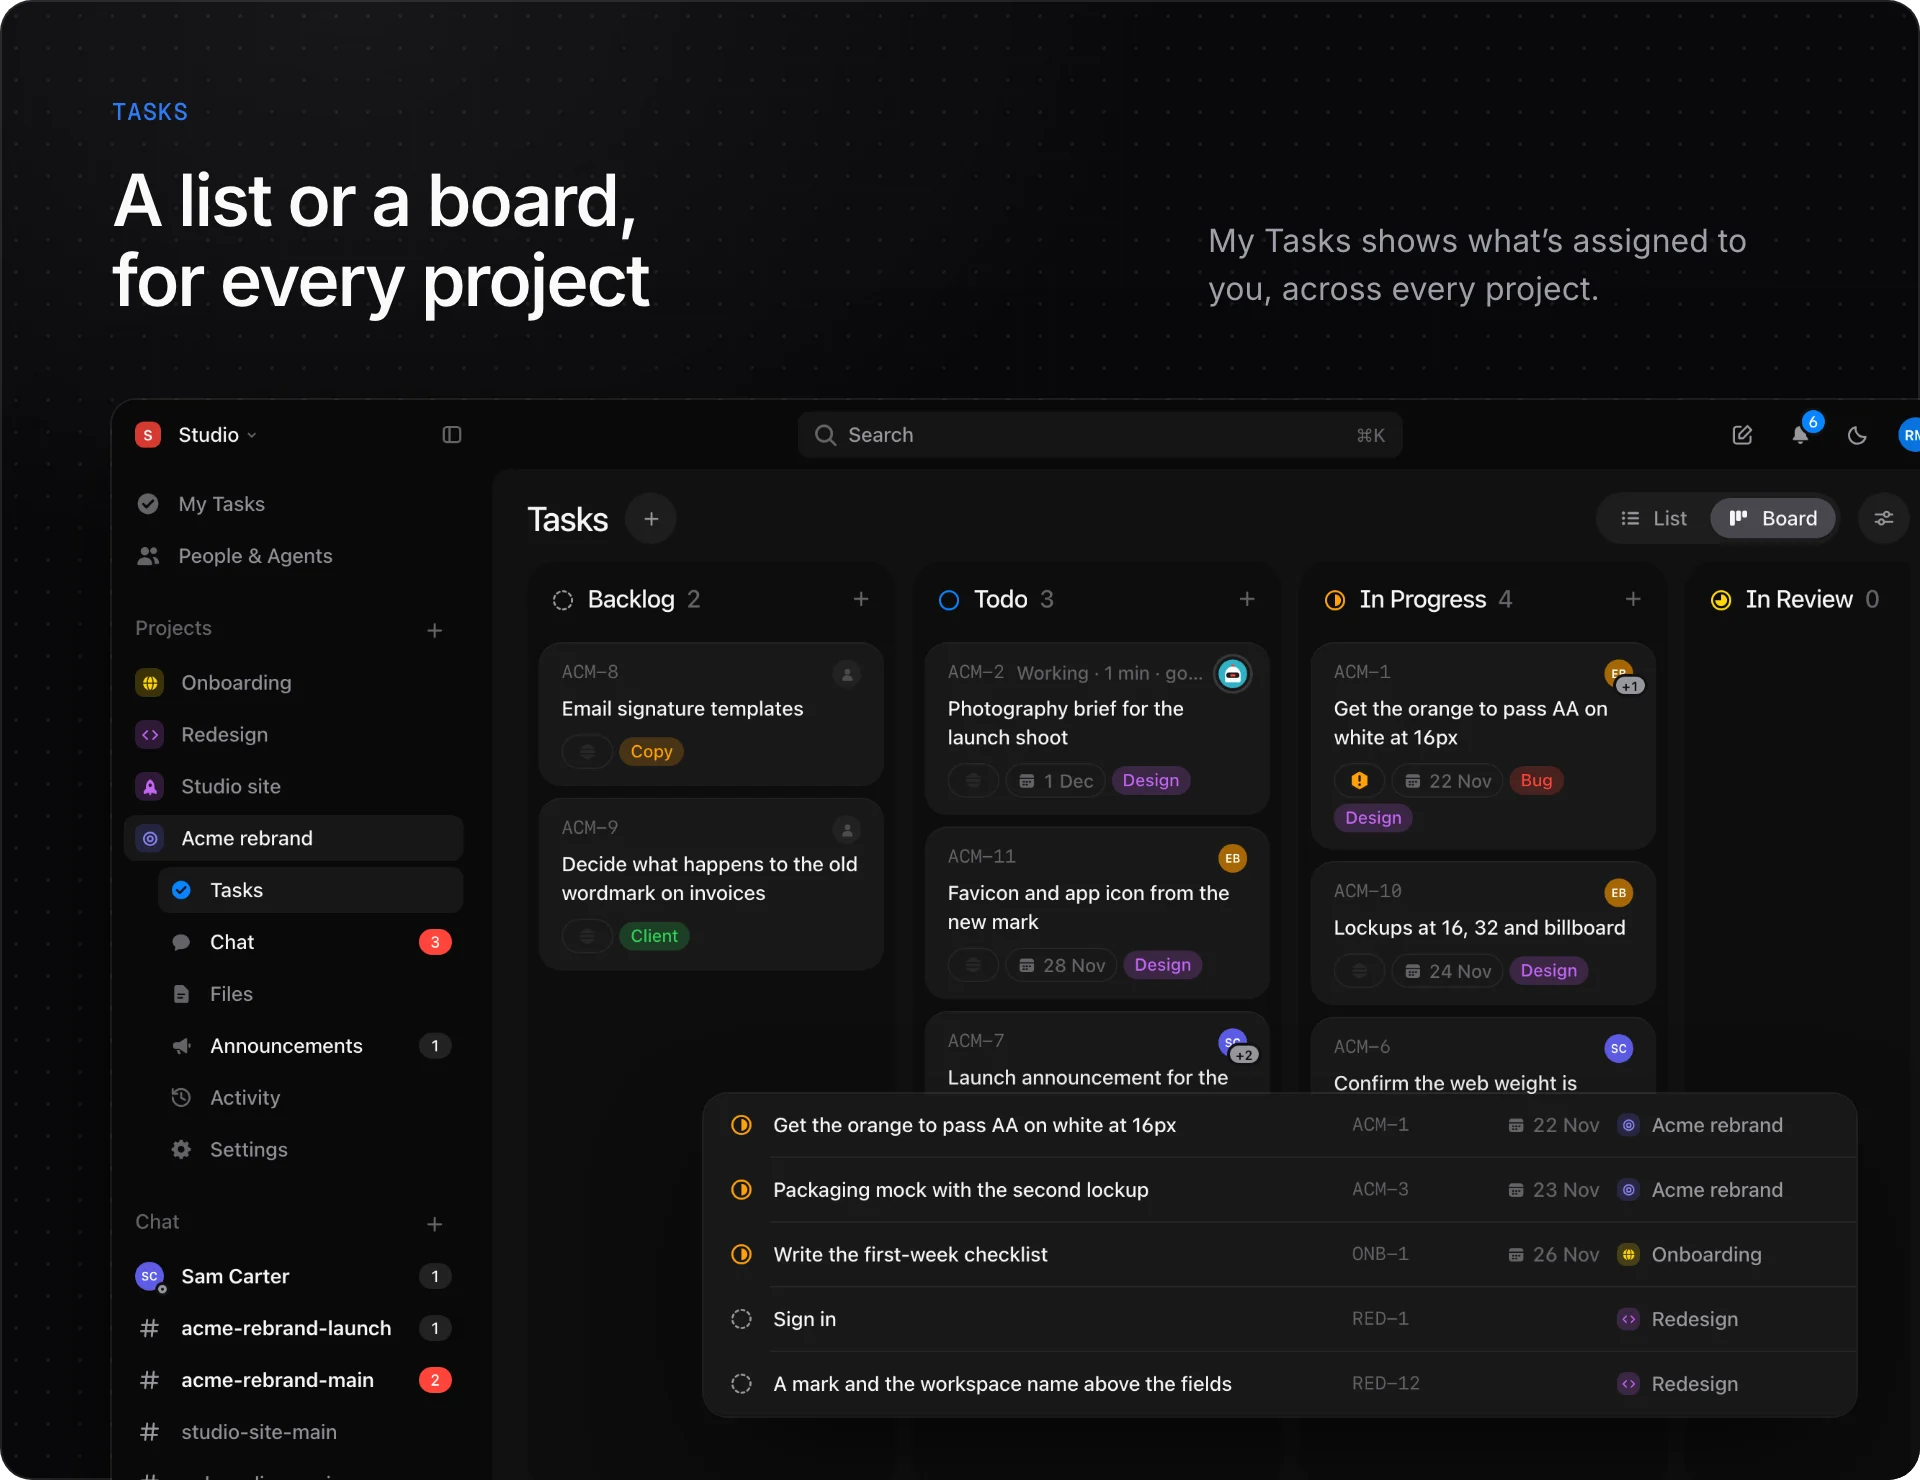 TASKS
A list or a board,
for every project
My Tasks shows what’s assigned to
you, across every project.
S
Studio
Search
⌘K
6
RM
My Tasks
People & Agents
Projects
Onboarding
Redesign
Studio site
Acme rebrand
Tasks
Chat
3
Files
Announcements
1
Activity
Settings
Chat
SC
Sam Carter
1
# acme-rebrand-launch
1
# acme-rebrand-main
2
# studio-site-main
Tasks
List
Board
Backlog 2
ACM-8
Email signature templates
Copy
ACM-9
Decide what happens to the old
wordmark on invoices
Client
Todo 3
ACM-2 Working · 1 min · go...
Photography brief for the
launch shoot
1 Dec
Design
ACM-11
EB
Favicon and app icon from the
new mark
28 Nov
Design
ACM-7
SC
+2
Launch announcement for the
In Progress 4
ACM-1
EB
+1
Get the orange to pass AA on
white at 16px
22 Nov
Bug
Design
ACM-10
EB
Lockups at 16, 32 and billboard
24 Nov
Design
ACM-6
SC
Confirm the web weight is
In Review 0
Get the orange to pass AA on white at 16px
ACM-1
22 Nov
Acme rebrand
Packaging mock with the second lockup
ACM-3
23 Nov
Acme rebrand
Write the first-week checklist
ONB-1
26 Nov
Onboarding
Sign in
RED-1
Redesign
A mark and the workspace name above the fields
RED-12
Redesign